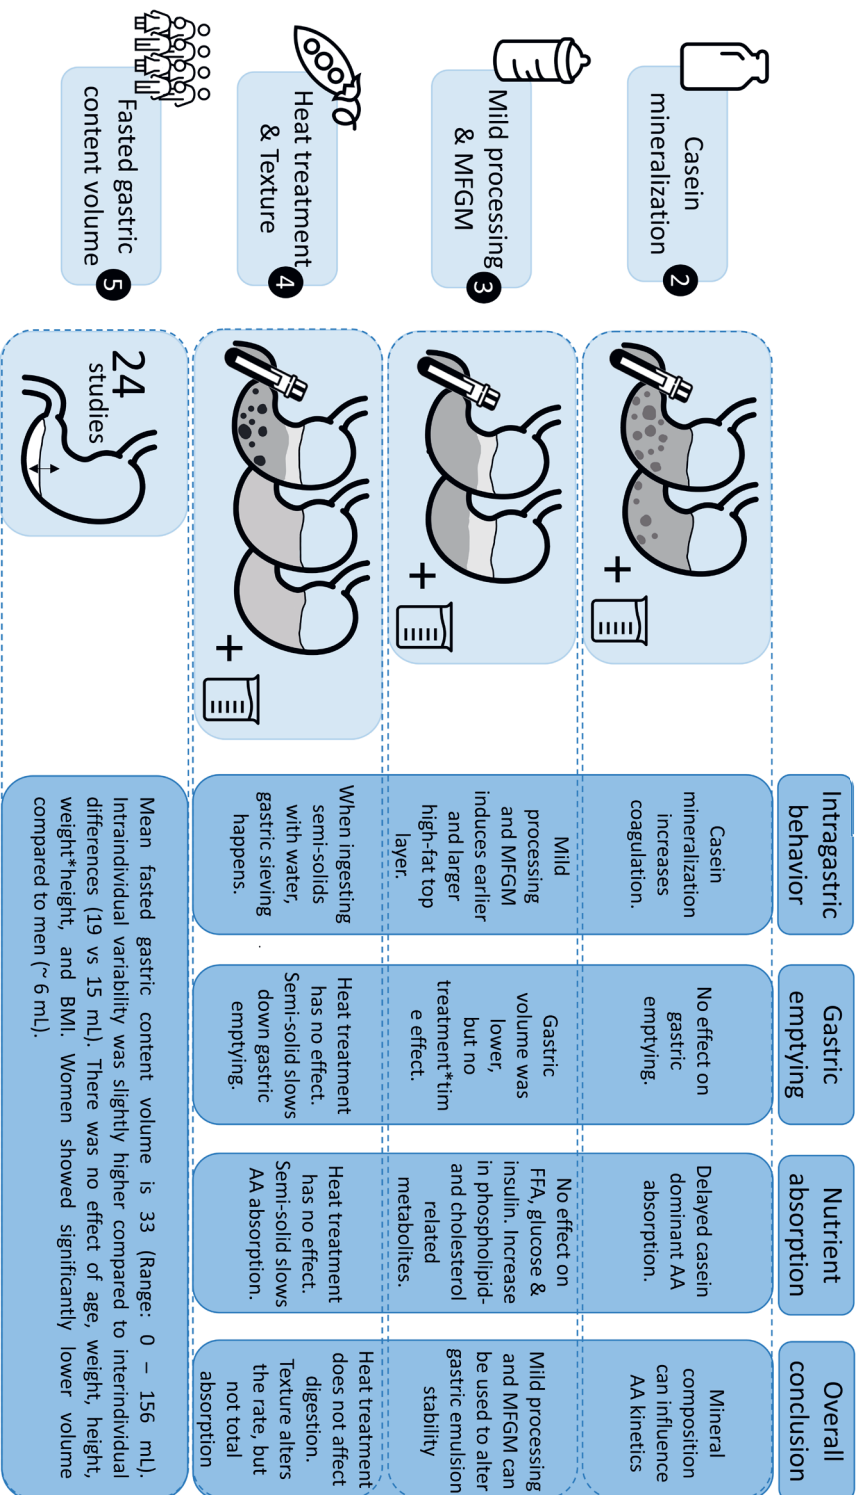 Intragastric
behavior
Gastric
emptying
Nutrient
absorption
Overall
conclusion
Casein
mineralization
2
Casein
mineralization
increases
coagulation.
No effect on
gastric
emptying.
Delayed casein
dominant AA
absorption.
Mineral
composition
can influence
AA kinetics
Mild processing
& MFGM
3
Mild
processing
and MFGM
induces earlier
and larger
high-fat top
layer.
Gastric
volume was
lower,
but no
treatment*tim
e effect.
No effect on
FFA, glucose &
insulin. Increase
in phospholipid-
and cholesterol
related
metabolites.
Mild processing
and MFGM can
be used to alter
gastric emulsion
stability
Heat treatment
& Texture
4
When ingesting
semi-solids
with water,
gastric sieving
happens.
Heat treatment
has no effect.
Semi-solid slows
down gastric
emptying.
Heat treatment
has no effect.
Semi-solid slows
AA absorption.
Heat treatment
does not affect
digestion.
Texture alters
the rate, but
not total
absorption
Fasted gastric
content volume
5
24
studies
Mean fasted gastric content volume is 33 (Range: 0 – 156 mL).
Intraindividual variability was slightly higher compared to interindividual
differences (19 vs 15 mL). There was no effect of age, weight, height,
weight*height, and BMI. Women showed significantly lower volume
compared to men (~ 6 mL).